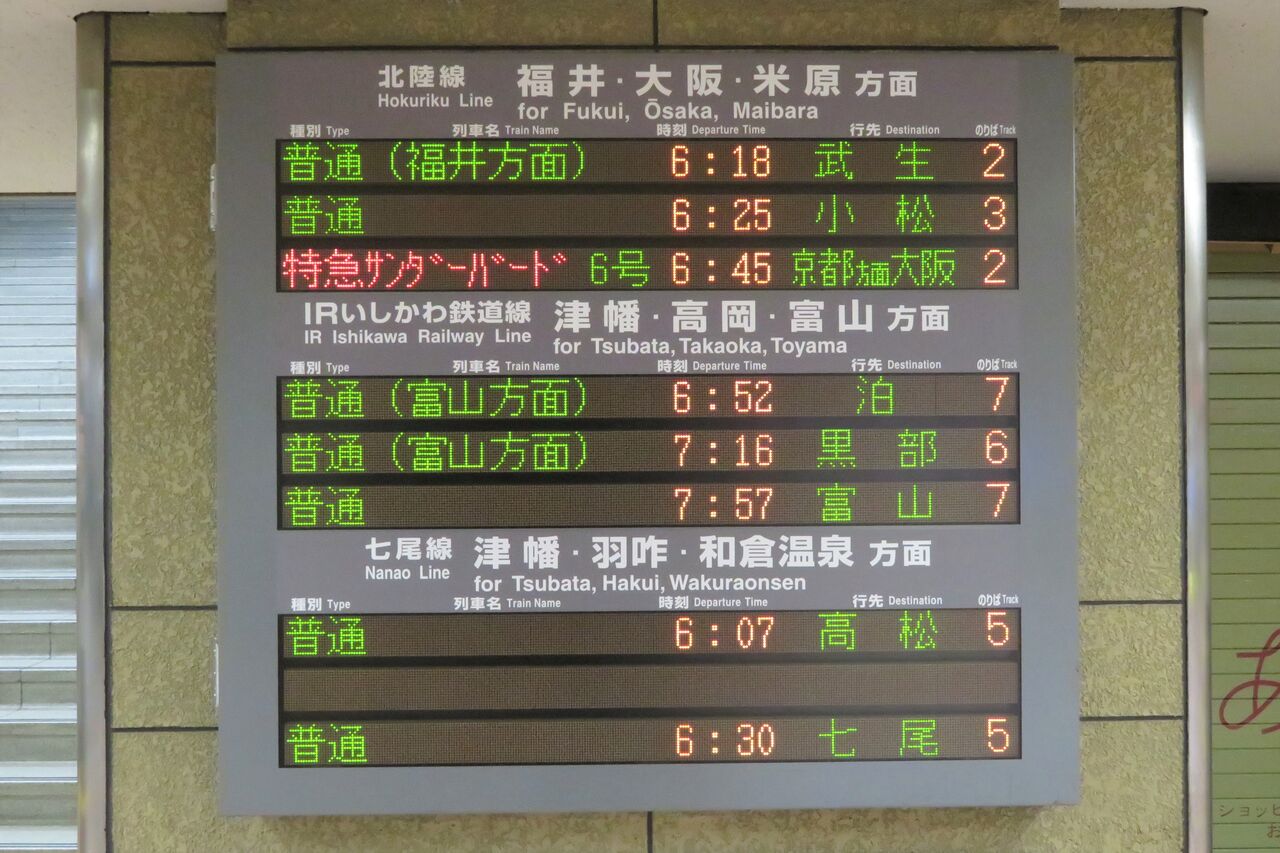 北陸線 福井・大阪・米原 方面
Hokuriku Line for Fukui, Ōsaka, Maibara
種別 Type 列車名 Train Name 時刻 Departure Time 行先 Destination のりば Track
普通（福井方面） 6:18 武生 2
普通 6:25 小松 3
特急ｻﾝﾀﾞｰﾊﾞｰﾄﾞ 6号 6:45 京都方面大阪 2
IRいしかわ鉄道線 津幡・高岡・富山 方面
IR Ishikawa Railway Line for Tsubata, Takaoka, Toyama
種別 Type 列車名 Train Name 時刻 Departure Time 行先 Destination のりば Track
普通（富山方面） 6:52 泊 7
普通（富山方面） 7:16 黒部 6
普通 7:57 富山 7
七尾線 津幡・羽咋・和倉温泉 方面
Nanao Line for Tsubata, Hakui, Wakuraonsen
種別 Type 列車名 Train Name 時刻 Departure Time 行先 Destination のりば Track
普通 6:07 高松 5
普通 6:30 七尾 5
ショッピ
お